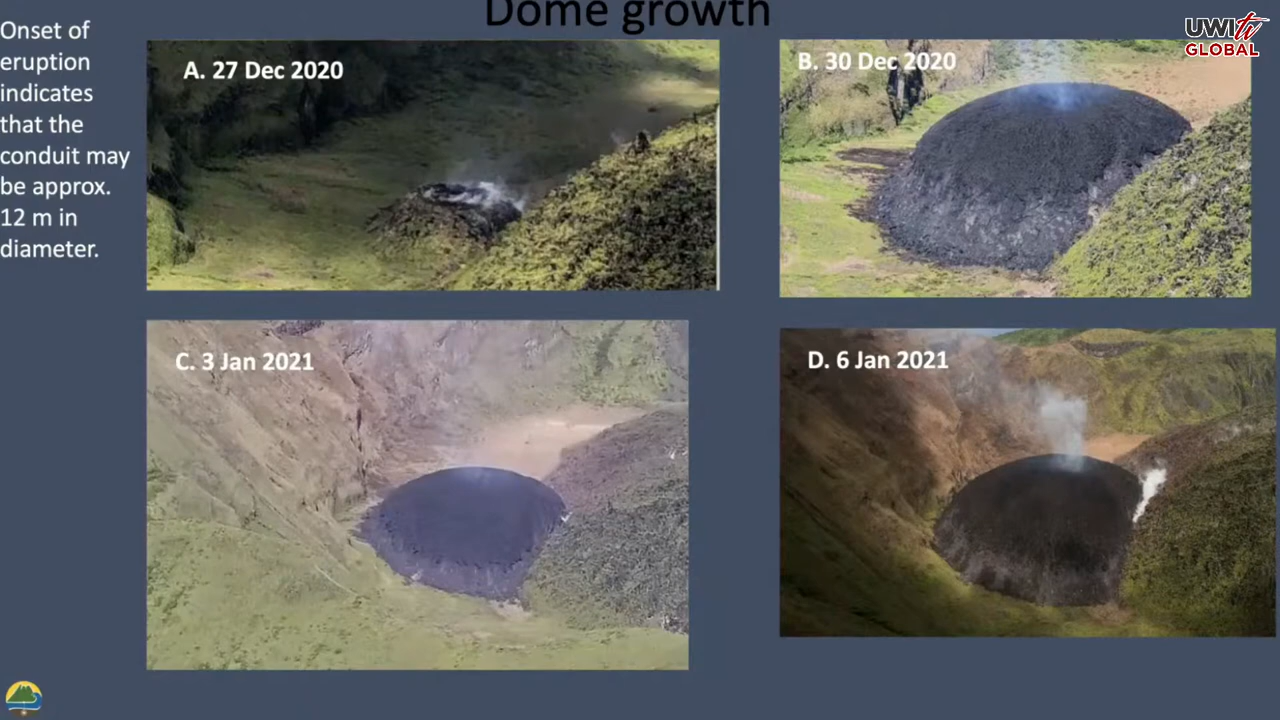 Dome growth
UWI tv
GLOBAL
Onset of
eruption
indicates
that the
conduit may
be approx.
12 m in
diameter.
A. 27 Dec 2020
B. 30 Dec 2020
C. 3 Jan 2021
D. 6 Jan 2021